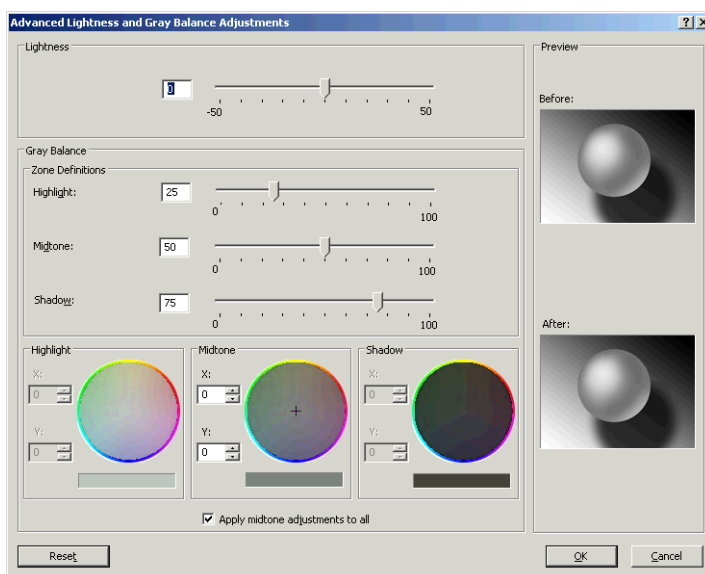 Advanced Lightness and Gray Balance Adjustments
Lightness
0
-50 50
Gray Balance
Zone Definitions
Highlight: 25
0 100
Midtone: 50
0 100
Shadow: 75
0 100
Highlight
X:
0
Y:
0
Midtone
X:
0
Y:
0
Shadow
X:
0
Y:
0
Apply midtone adjustments to all
Preview
Before:
After:
Reset
OK
Cancel